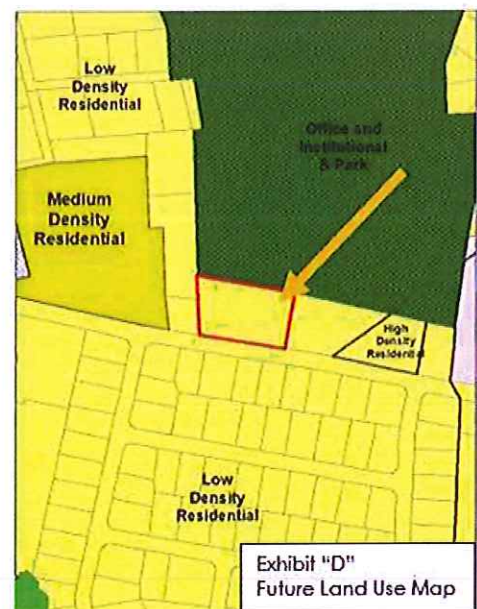 Low
Density
Residential
Office and
Institutional
& Park
Medium
Density
Residential
High
Density
Residential
Low
Density
Residential
Exhibit "D"
Future Land Use Map